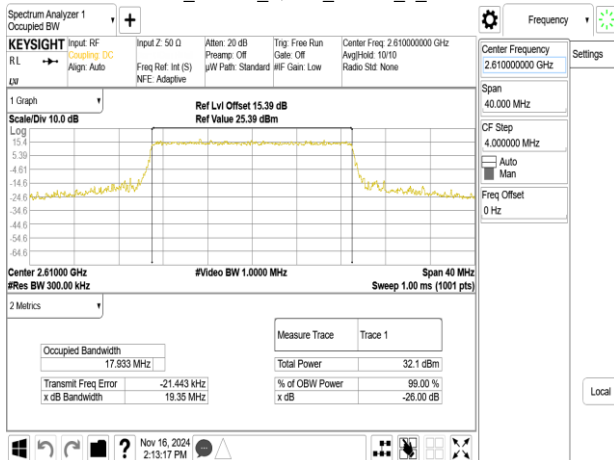 Spectrum Analyzer 1
Occupied BW
Frequency
KEYSIGHT
RL
Input: RF
Coupling: DC
Align: Auto
Input Z: 50 Ω
Freq Ref: Int (S)
NFE: Adaptive
Atten: 20 dB
Preamp: Off
µW Path: Standard
Trig: Free Run
Gate: Off
#IF Gain: Low
Center Freq: 2.610000000 GHz
Avg|Hold: 10/10
Radio Std: None
Center Frequency
2.610000000 GHz
Settings
Span
40.000 MHz
CF Step
4.000000 MHz
Auto
Man
Freq Offset
0 Hz
Local
1 Graph
Scale/Div 10.0 dB
Ref Lvl Offset 15.39 dB
Ref Value 25.39 dBm
Log
15.4
5.39
-4.61
-14.6
-24.6
-34.6
-44.6
-54.6
-64.6
Center 2.61000 GHz
#Video BW 1.0000 MHz
Span 40 MHz
#Res BW 300.00 kHz
Sweep 1.00 ms (1001 pts)
2 Metrics
Measure Trace
Trace 1
Occupied Bandwidth
17.933 MHz
Total Power
32.1 dBm
Transmit Freq Error
-21.443 kHz
% of OBW Power
99.00 %
x dB Bandwidth
19.35 MHz
x dB
-26.00 dB
?
Nov 16, 2024
2:13:17 PM